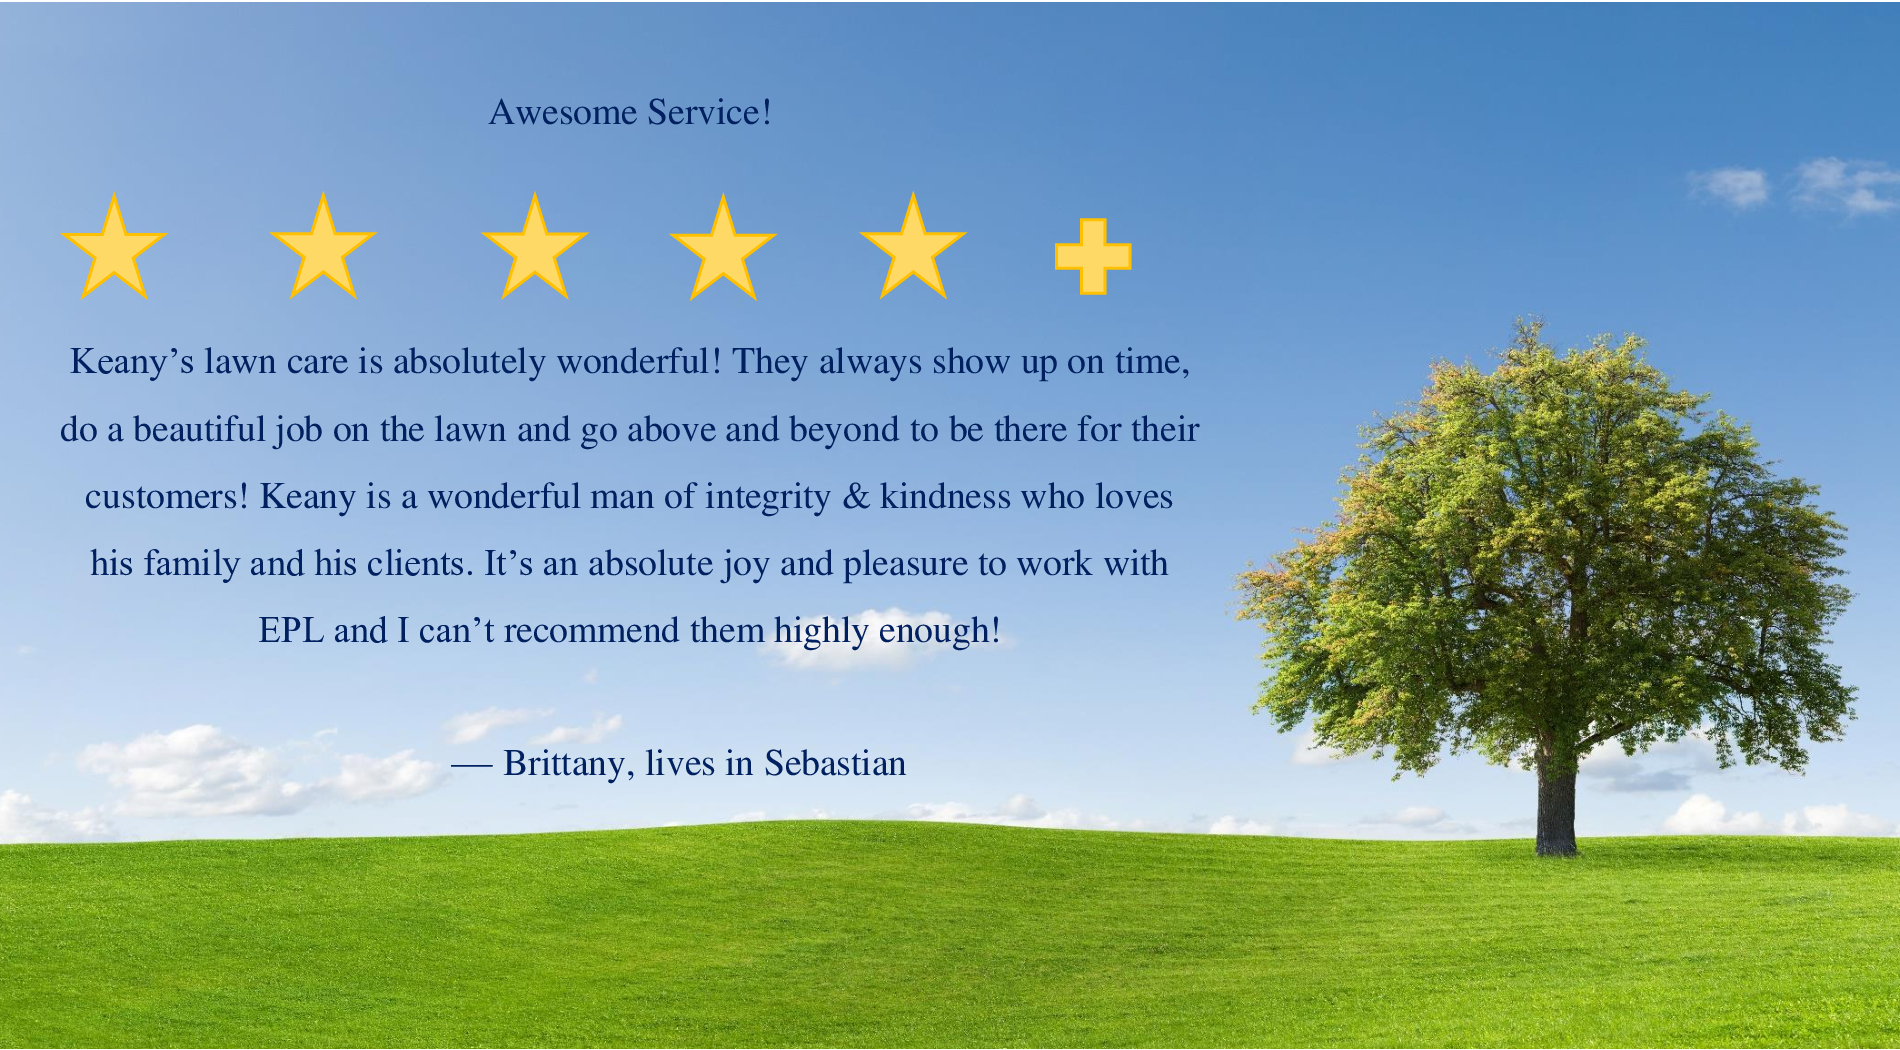 Awesome Service!
Keany’s lawn care is absolutely wonderful! They always show up on time,
do a beautiful job on the lawn and go above and beyond to be there for their
customers! Keany is a wonderful man of integrity & kindness who loves
his family and his clients. It’s an absolute joy and pleasure to work with
EPL and I can’t recommend them highly enough!
— Brittany, lives in Sebastian